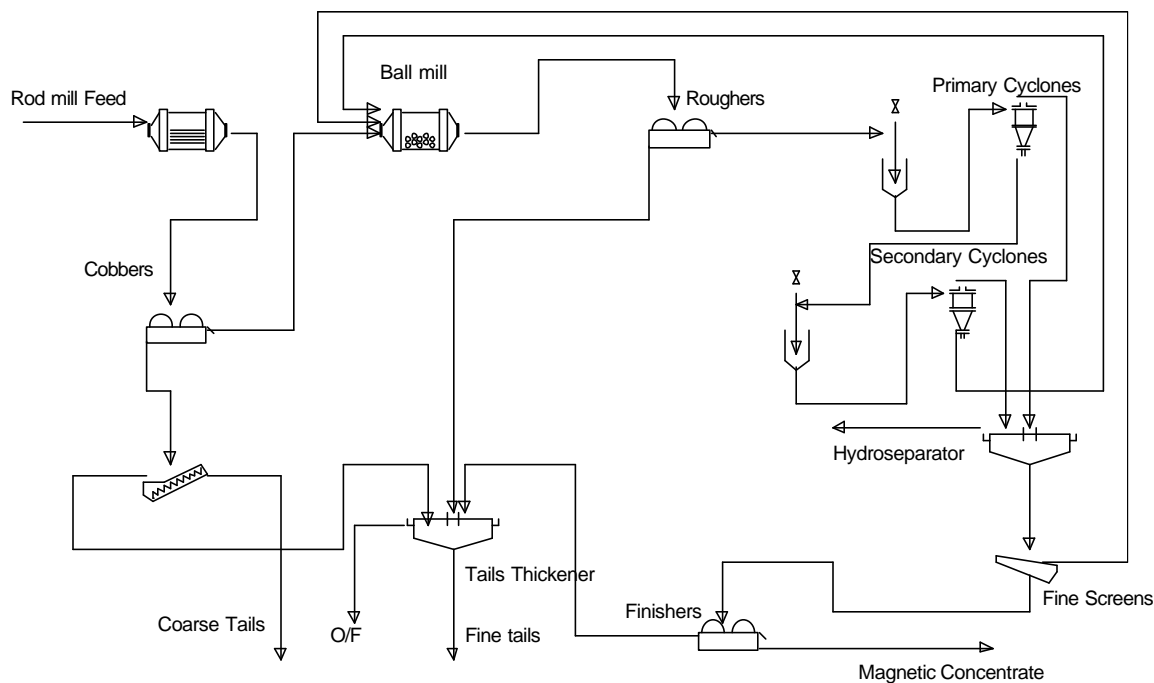 Ball mill
Primary Cyclones
Rod mill Feed
Roughers
Secondary Cyclones
Cobbers
Hydroseparator
Tails Thickener
Fine Screens
Finishers
Coarse Tails
O/F
Fine tails
Magnetic Concentrate